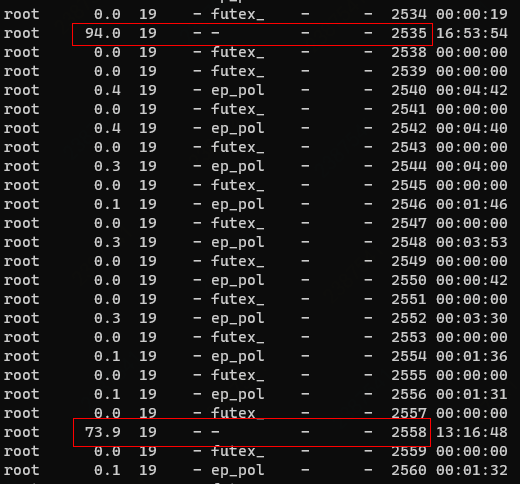 root 0.0 19 - futex_ - - 2534 00:00:19
root 94.0 19 - - - - 2535 16:53:54
root 0.0 19 - futex_ - - 2538 00:00:00
root 0.0 19 - futex_ - - 2539 00:00:00
root 0.4 19 - ep_pol - - 2540 00:04:42
root 0.0 19 - futex_ - - 2541 00:00:00
root 0.4 19 - ep_pol - - 2542 00:04:40
root 0.0 19 - futex_ - - 2543 00:00:00
root 0.3 19 - ep_pol - - 2544 00:04:00
root 0.0 19 - futex_ - - 2545 00:00:00
root 0.1 19 - ep_pol - - 2546 00:01:46
root 0.0 19 - futex_ - - 2547 00:00:00
root 0.3 19 - ep_pol - - 2548 00:03:53
root 0.0 19 - futex_ - - 2549 00:00:00
root 0.0 19 - ep_pol - - 2550 00:00:42
root 0.0 19 - futex_ - - 2551 00:00:00
root 0.3 19 - ep_pol - - 2552 00:03:30
root 0.0 19 - futex_ - - 2553 00:00:00
root 0.1 19 - ep_pol - - 2554 00:01:36
root 0.0 19 - futex_ - - 2555 00:00:00
root 0.1 19 - ep_pol - - 2556 00:01:31
root 0.0 19 - futex_ - - 2557 00:00:00
root 73.9 19 - - - - 2558 13:16:48
root 0.0 19 - futex_ - - 2559 00:00:00
root 0.1 19 - ep_pol - - 2560 00:01:32